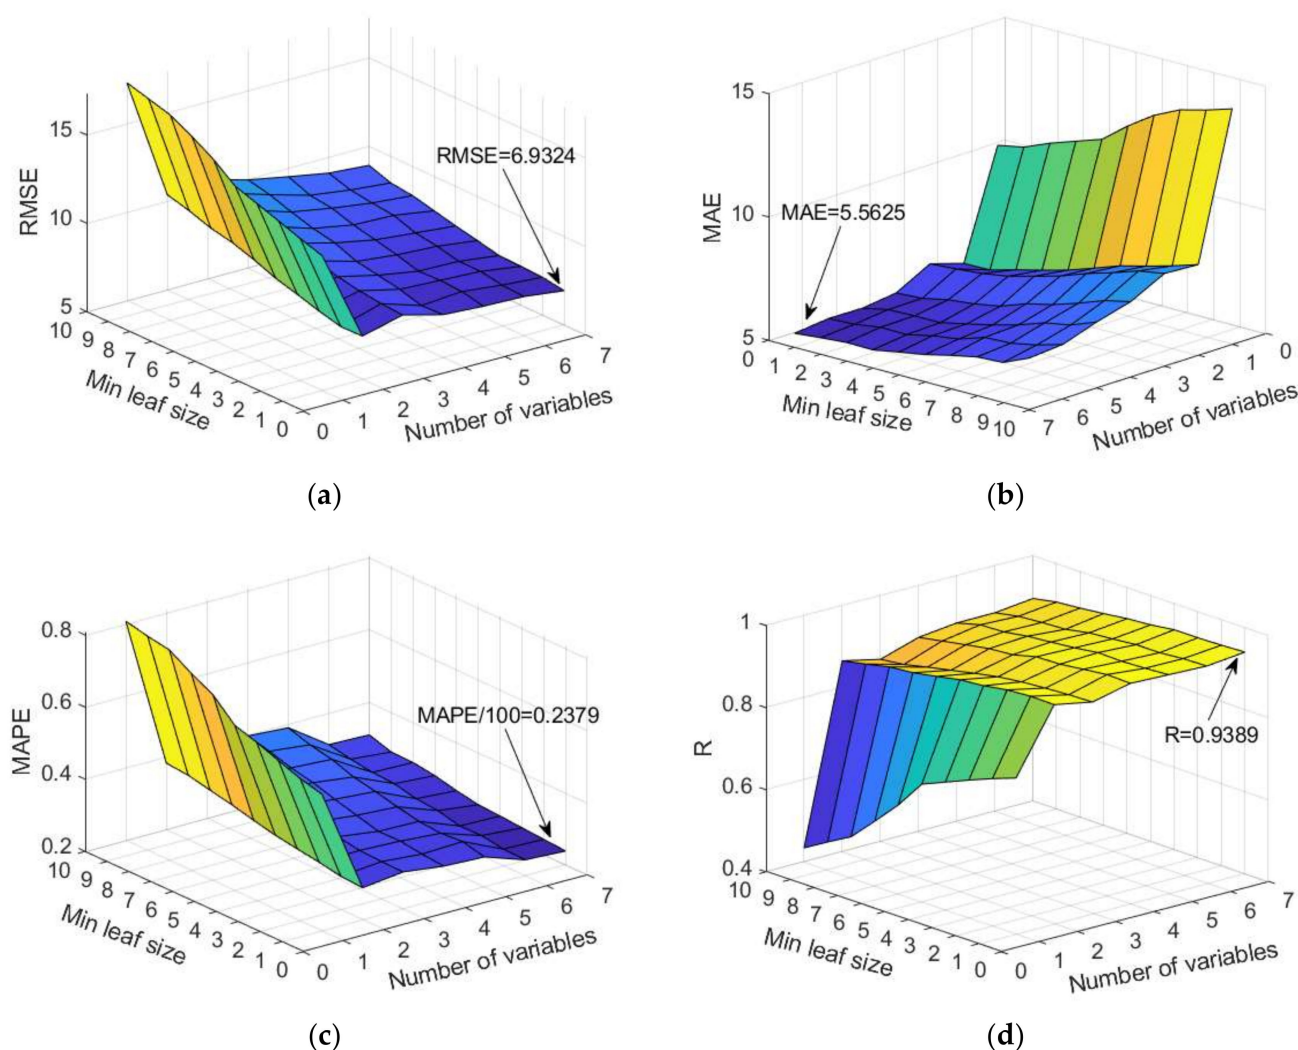 15
10
5
RMSE
RMSE=6.9324
10 9 8 7 6 5 4 3 2 1 0
Min leaf size
0 1 2 3 4 5 6 7
Number of variables
(a)
15
10
5
MAE
MAE=5.5625
0 1 2 3 4 5 6 7 8 9 10
Min leaf size
7 6 5 4 3 2 1 0
Number of variables
(b)
0.8
0.6
0.4
0.2
MAPE
MAPE/100=0.2379
10 9 8 7 6 5 4 3 2 1 0
Min leaf size
0 1 2 3 4 5 6 7
Number of variables
(c)
1
0.8
0.6
0.4
R
R=0.9389
10 9 8 7 6 5 4 3 2 1 0
Min leaf size
0 1 2 3 4 5 6 7
Number of variables
(d)